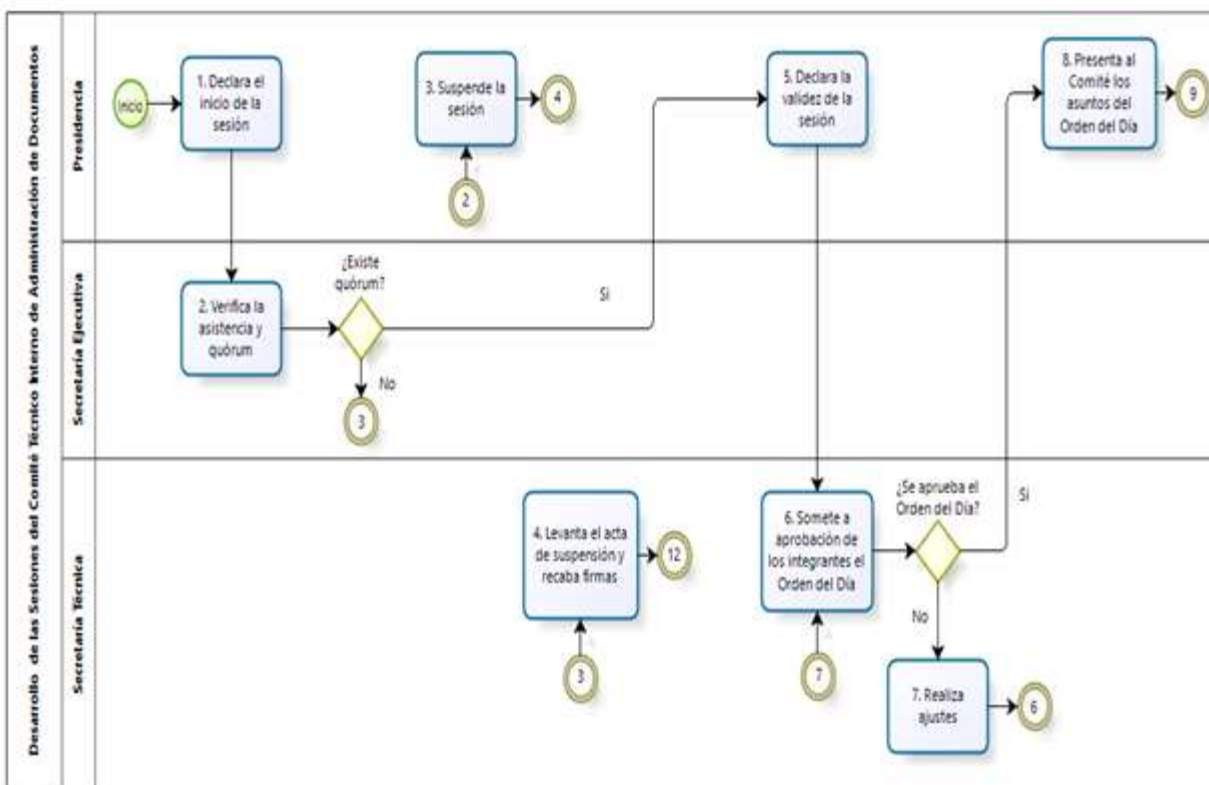 Desarrollo de las Sesiones del Comité Técnico Interno de Administración de Documentos
Presidencia
Inicio
1. Declara el
inicio de la
sesión
3. Suspende la
sesión
4
2
5. Declara la
validez de la
sesión
8. Presenta al
Comité los
asuntos del
Orden del Día
9
Secretaría Ejecutiva
2. Verifica la
asistencia y
quórum
¿Existe
quórum?
Si
No
3
Secretaría Técnica
4. Levanta el acta
de suspensión y
recaba firmas
12
3
6. Somete a
aprobación de
los integrantes el
Orden del Día
7
¿Se aprueba el
Orden del Día?
Si
No
7. Realiza
ajustes
6